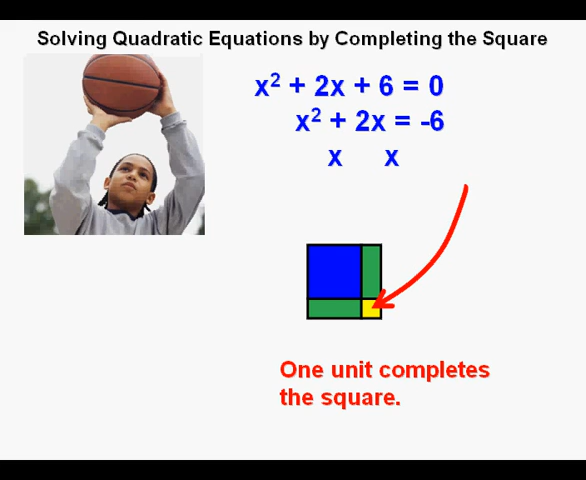 Solving Quadratic Equations by Completing the Square
x² + 2x + 6 = 0
x² + 2x = -6
x x
One unit completes
the square.